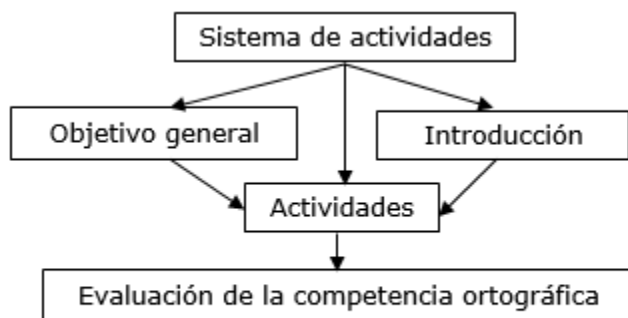 Sistema de actividades
Objetivo general
Introducción
Actividades
Evaluación de la competencia ortográfica